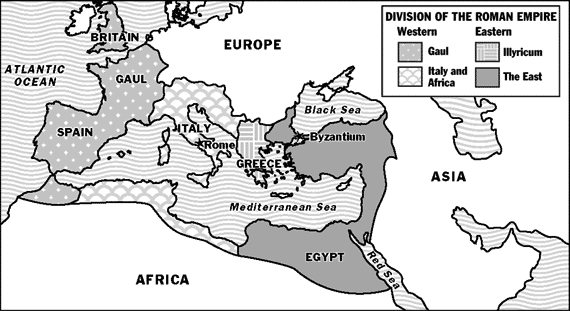 DIVISION OF THE ROMAN EMPIRE
Western
Eastern
Gaul
Illyricum
Italy and
Africa
The East
BRITAIN
EUROPE
ATLANTIC
OCEAN
GAUL
Black Sea
SPAIN
ITALY
Rome
Byzantium
GREECE
ASIA
Mediterranean Sea
EGYPT
Red Sea
AFRICA